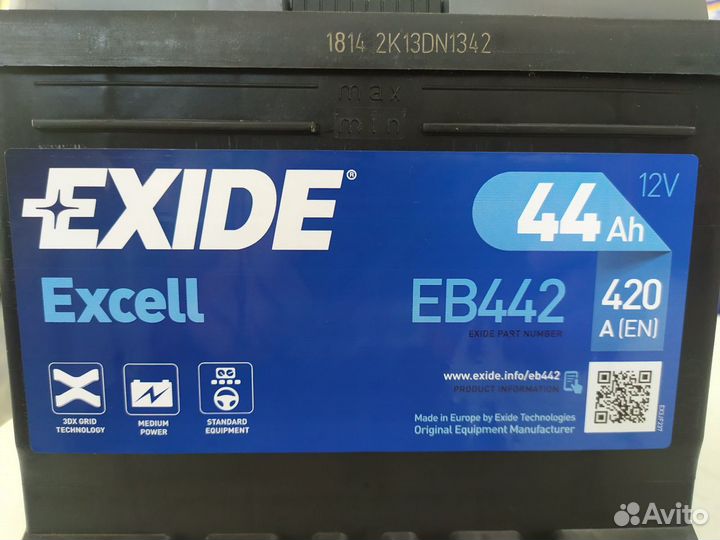 1814 2K13DN1342
max
min
EXIDE®
44 Ah
12V
Excell
EB442
EXIDE PART NUMBER
420
A (EN)
www.exide.info/eb442
PRODUCT INFORMATION
3DX GRID
TECHNOLOGY
MEDIUM
POWER
STANDARD
EQUIPMENT
Made in Europe by Exide Technologies
Original Equipment Manufacturer
Avito